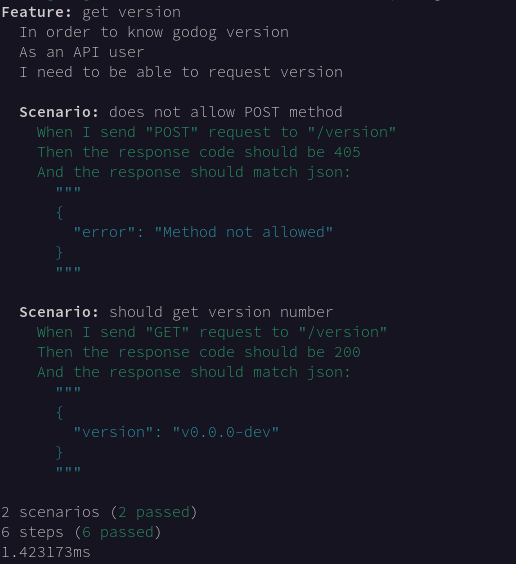 Feature: get version
In order to know godog version
As an API user
I need to be able to request version
Scenario: does not allow POST method
When I send "POST" request to "/version"
Then the response code should be 405
And the response should match json:
"""
{
"error": "Method not allowed"
}
"""
Scenario: should get version number
When I send "GET" request to "/version"
Then the response code should be 200
And the response should match json:
"""
{
"version": "v0.0.0-dev"
}
"""
2 scenarios (2 passed)
6 steps (6 passed)
1.423173ms